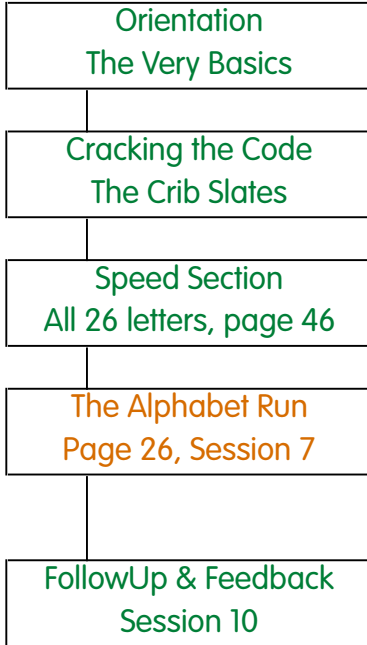 Orientation
The Very Basics
Cracking the Code
The Crib Slates
Speed Section
All 26 letters, page 46
The Alphabet Run
Page 26, Session 7
FollowUp & Feedback
Session 10